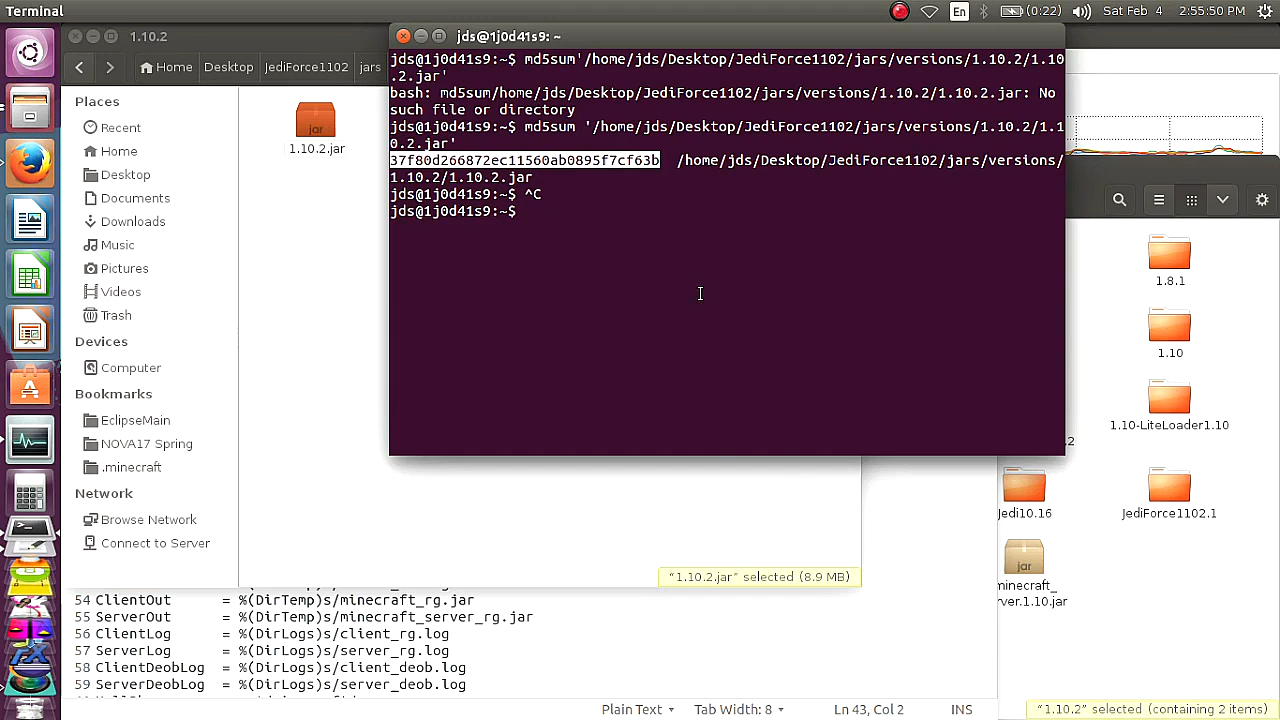 Terminal
En
(0:22)
Sat Feb 4 2:55:50 PM
1.10.2
Home
Desktop
JediForce1102
jars
Places
Recent
Home
Desktop
Documents
Downloads
Music
Pictures
Videos
Trash
Devices
Computer
Bookmarks
EclipseMain
NOVA17 Spring
.minecraft
Network
Browse Network
Connect to Server
jar
1.10.2.jar
"1.10.2.jar" selected (8.9 MB)
jds@1j0d41s9: ~
jds@1j0d41s9:~$ md5sum'/home/jds/Desktop/JediForce1102/jars/versions/1.10.2/1.10
.2.jar'
bash: md5sum/home/jds/Desktop/JediForce1102/jars/versions/1.10.2/1.10.2.jar: No
such file or directory
jds@1j0d41s9:~$ md5sum '/home/jds/Desktop/JediForce1102/jars/versions/1.10.2/1.1
0.2.jar'
37f80d266872ec11560ab0895f7cf63b /home/jds/Desktop/JediForce1102/jars/versions/
1.10.2/1.10.2.jar
jds@1j0d41s9:~$ ^C
jds@1j0d41s9:~$
1.8.1
1.10
1.10-LiteLoader1.10
.2
Jedi10.16
JediForce1102.1
jar
minecraft_
rver.1.10.jar
"1.10.2" selected (containing 2 items)
54 ClientOut = %(DirTemp)s/minecraft_rg.jar
55 ServerOut = %(DirTemp)s/minecraft_server_rg.jar
56 ClientLog = %(DirLogs)s/client_rg.log
57 ServerLog = %(DirLogs)s/server_rg.log
58 ClientDeobLog = %(DirLogs)s/client_deob.log
59 ServerDeobLog = %(DirLogs)s/server_deob.log
Plain Text
Tab Width: 8
Ln 43, Col 2
INS